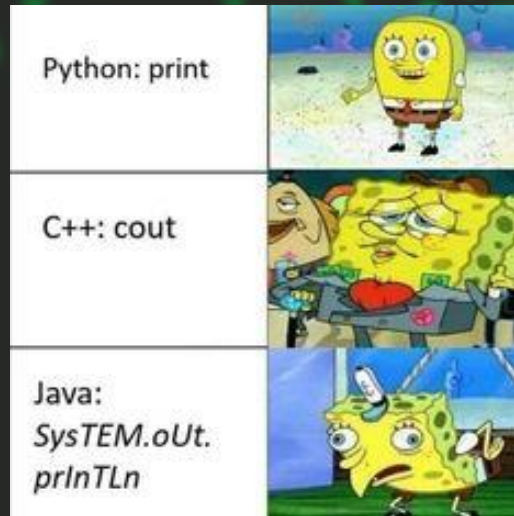 Python: print
C++: cout
Java:
SysTEM.oUt.
prInTLn